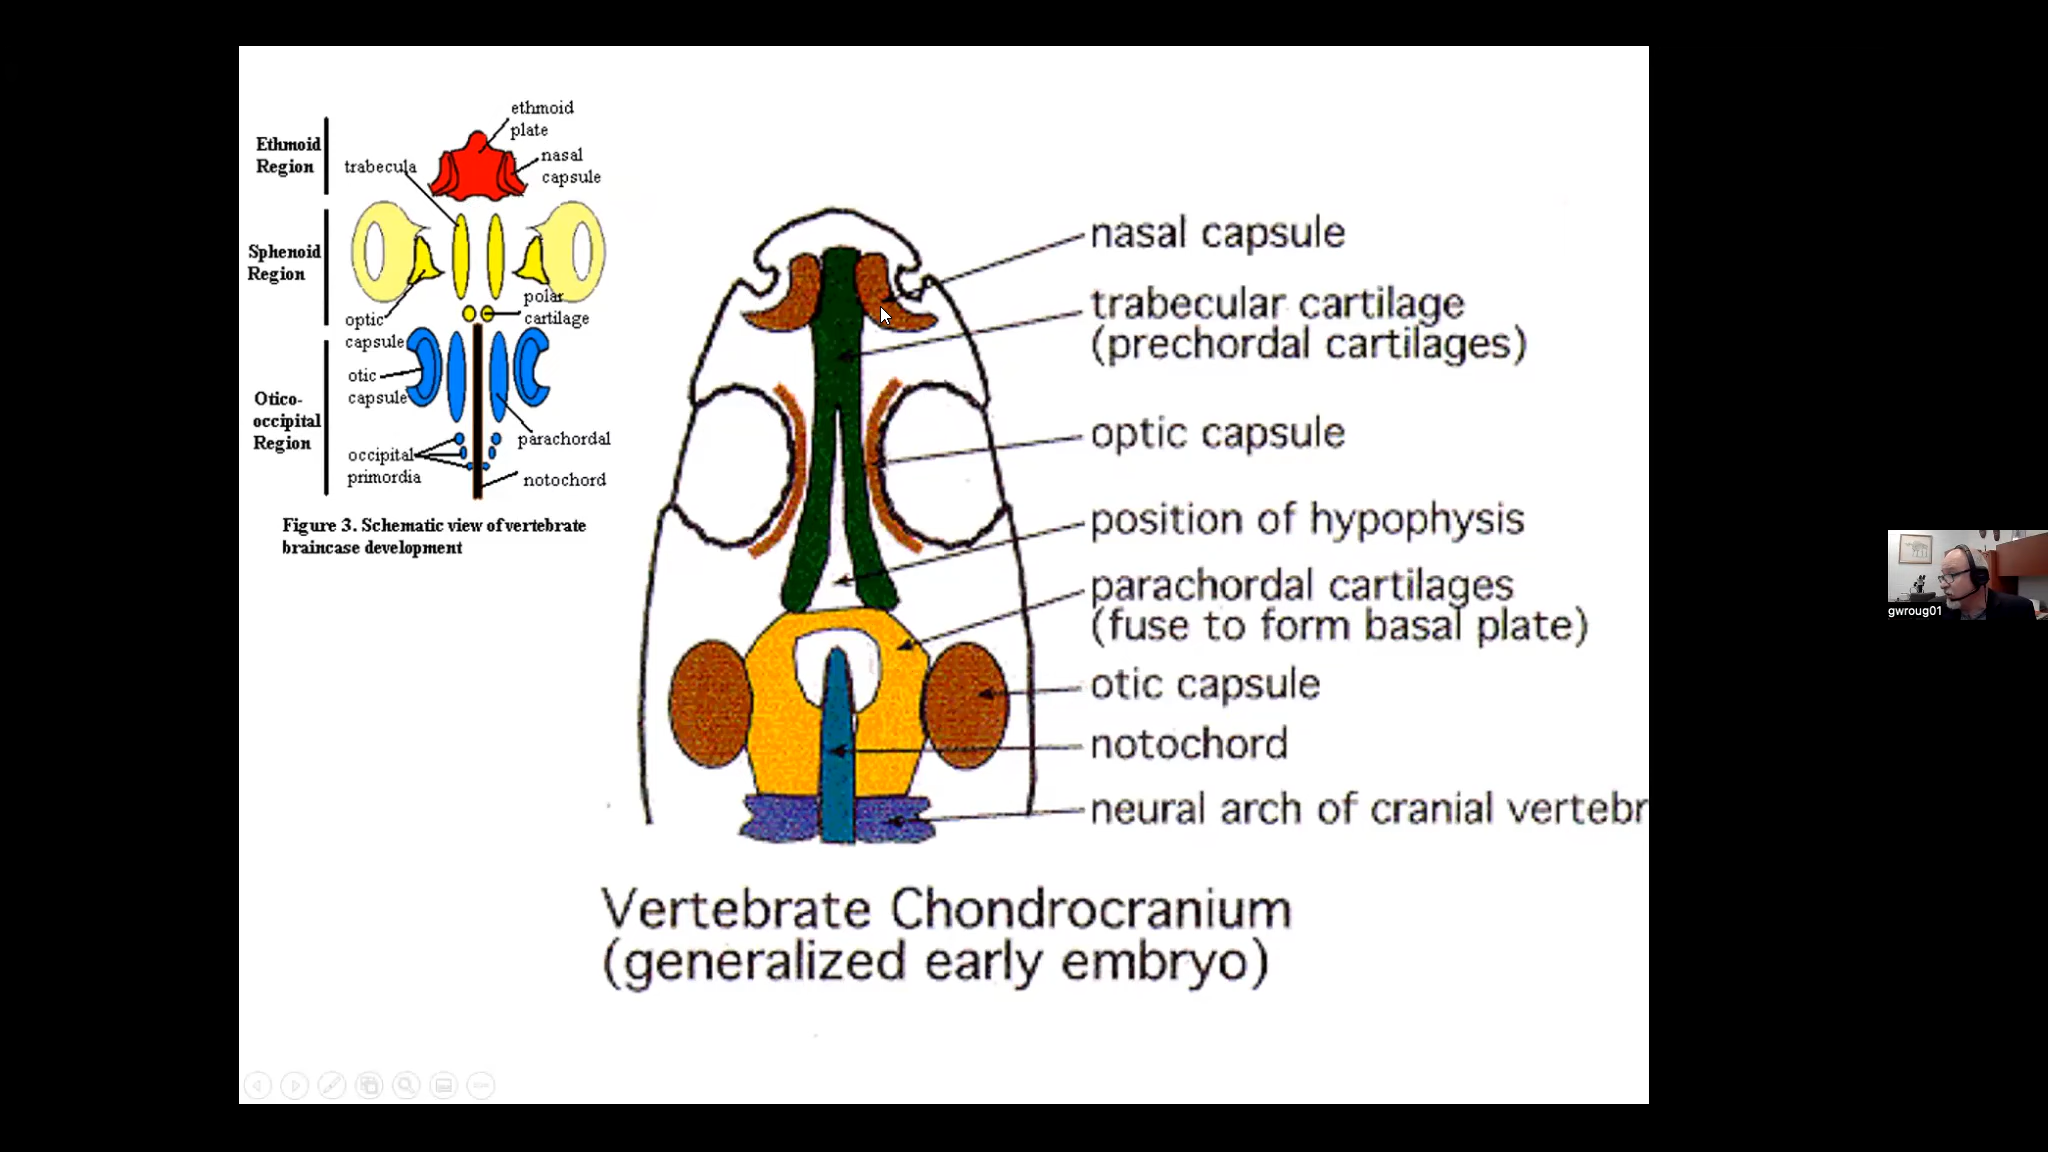 ethmoid
plate
Ethmoid
Region
nasal
capsule
trabecula
Sphenoid
Region
polar
cartilage
optic
capsule
otic
capsule
Otico-
occipital
Region
parachordal
occipital
primordia
notochord
Figure 3. Schematic view of vertebrate
braincase development
nasal capsule
trabecular cartilage
(prechordal cartilages)
optic capsule
position of hypophysis
parachordal cartilages
(fuse to form basal plate)
otic capsule
notochord
neural arch of cranial vertebr
Vertebrate Chondrocranium
(generalized early embryo)
gwroug01